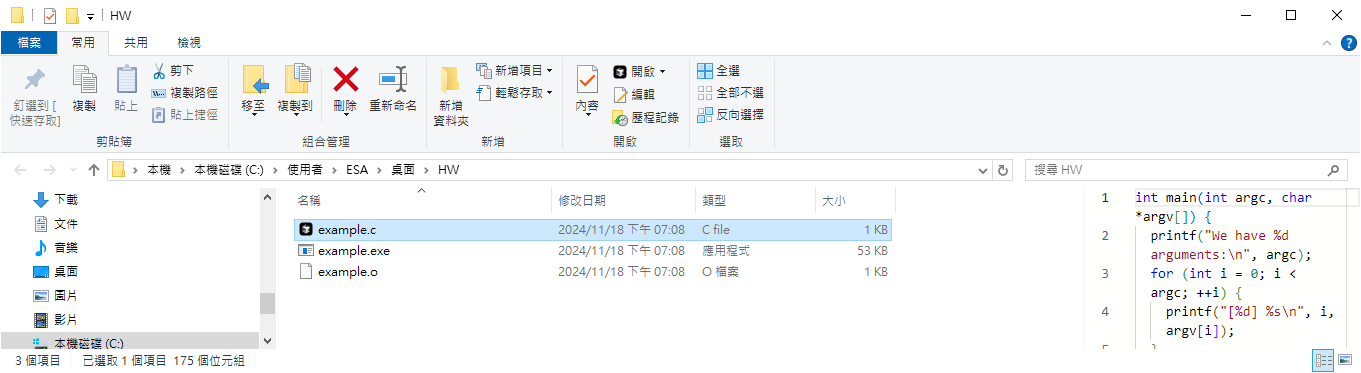 HW
檔案 常用 共用 檢視
釘選到 [
快速存取]
複製
貼上
剪下
複製路徑
貼上捷徑
剪貼簿
移至
複製到
刪除
重新命名
組合管理
新增
資料夾
新增項目
輕鬆存取
新增
內容
開啟
編輯
歷程記錄
開啟
全選
全部不選
反向選擇
選取
本機 本機磁碟 (C:) 使用者 ESA 桌面 HW
搜尋 HW
下載
文件
音樂
桌面
圖片
影片
本機磁碟 (C:)
名稱 修改日期 類型 大小
example.c 2024/11/18 下午 07:08 C file 1 KB
example.exe 2024/11/18 下午 07:08 應用程式 53 KB
example.o 2024/11/18 下午 07:08 O 檔案 1 KB
1 int main(int argc, char
*argv[]) {
2 printf("We have %d
arguments:\n", argc);
3 for (int i = 0; i <
argc; ++i) {
4 printf("[%d] %s\n", i,
argv[i]);
3 個項目 已選取 1 個項目 175 個位元組